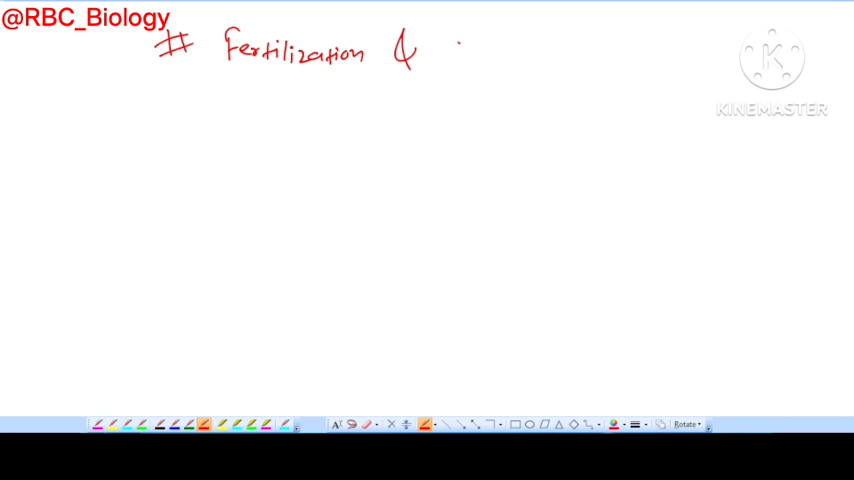 @RBC_Biology
# Fertilization &
KINEMASTER
Rotate